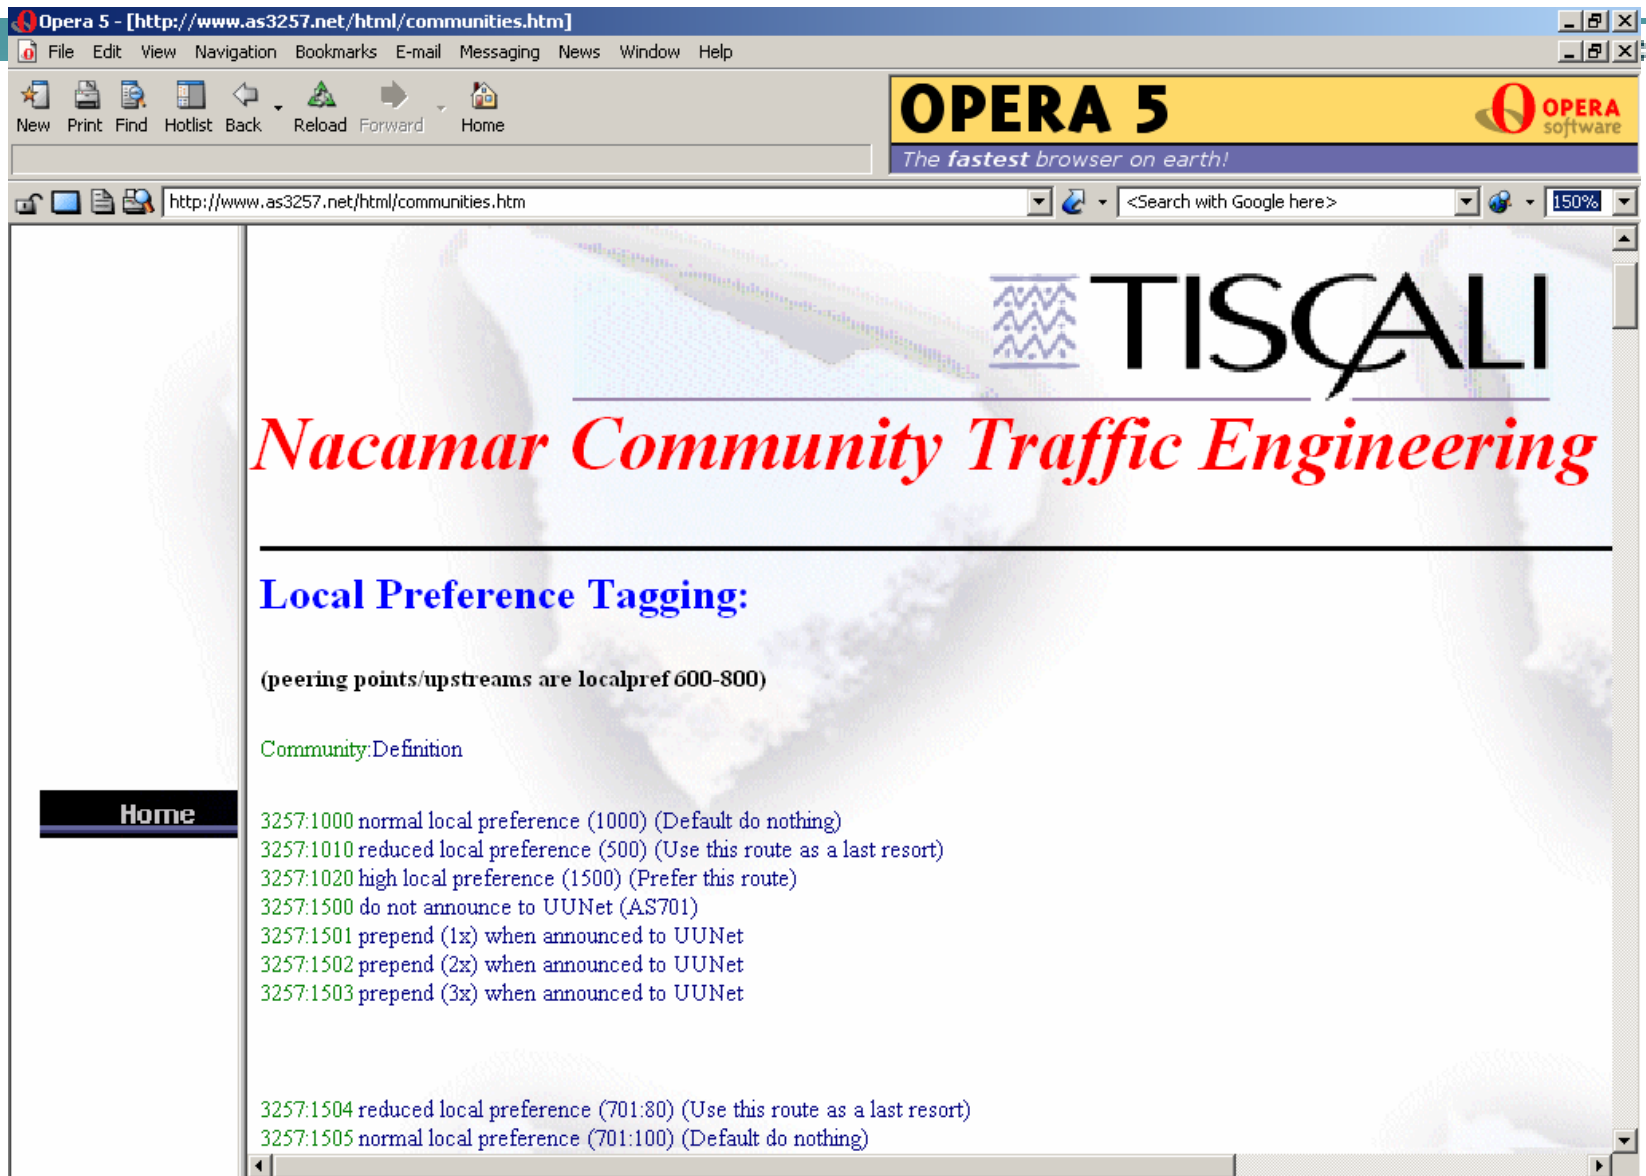 Opera 5 - [http://www.as3257.net/html/communities.htm]
File Edit View Navigation Bookmarks E-mail Messaging News Window Help
New Print Find Hotlist Back Reload Forward Home
OPERA 5
OPERA software
The fastest browser on earth!
http://www.as3257.net/html/communities.htm
<Search with Google here>
150%
TISCALI
Nacamar Community Traffic Engineering
Local Preference Tagging:
(peering points/upstreams are localpref 600-800)
Community:Definition
Home
3257:1000 normal local preference (1000) (Default do nothing)
3257:1010 reduced local preference (500) (Use this route as a last resort)
3257:1020 high local preference (1500) (Prefer this route)
3257:1500 do not announce to UUNet (AS701)
3257:1501 prepend (1x) when announced to UUNet
3257:1502 prepend (2x) when announced to UUNet
3257:1503 prepend (3x) when announced to UUNet
3257:1504 reduced local preference (701:80) (Use this route as a last resort)
3257:1505 normal local preference (701:100) (Default do nothing)